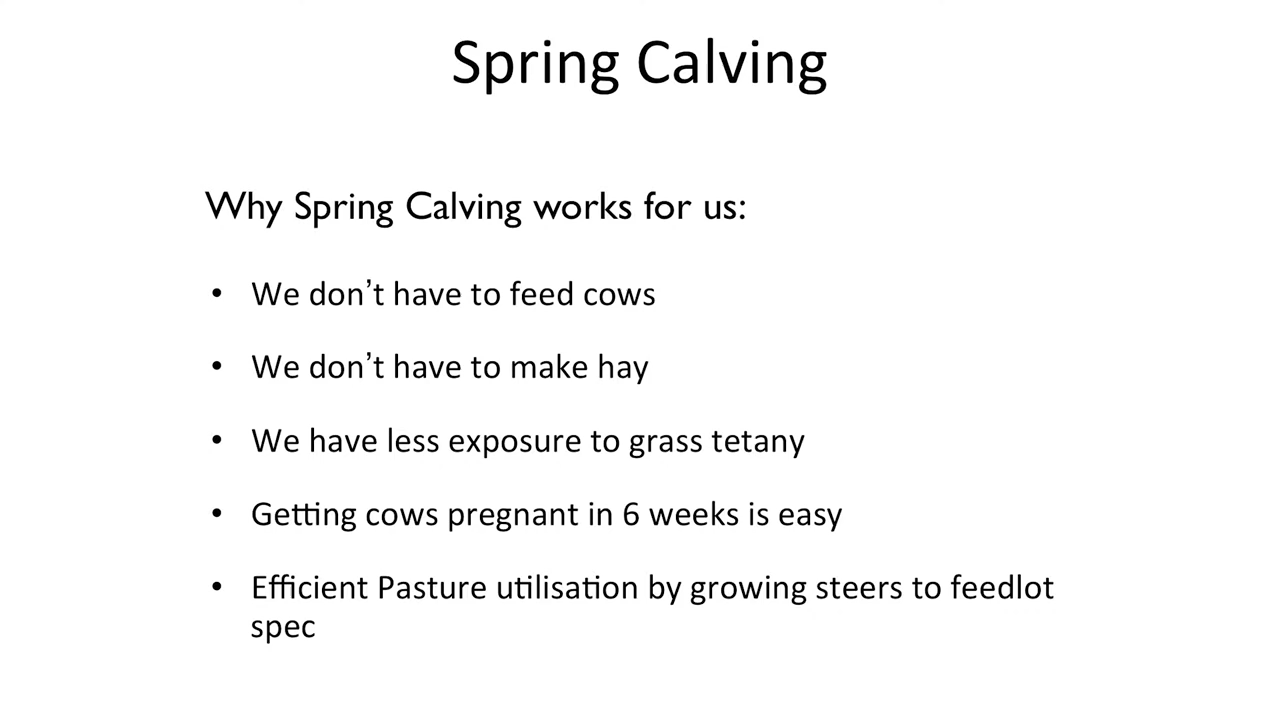 Spring Calving
Why Spring Calving works for us:
• We don't have to feed cows
• We don't have to make hay
• We have less exposure to grass tetany
• Getting cows pregnant in 6 weeks is easy
• Efficient Pasture utilisation by growing steers to feedlot
spec